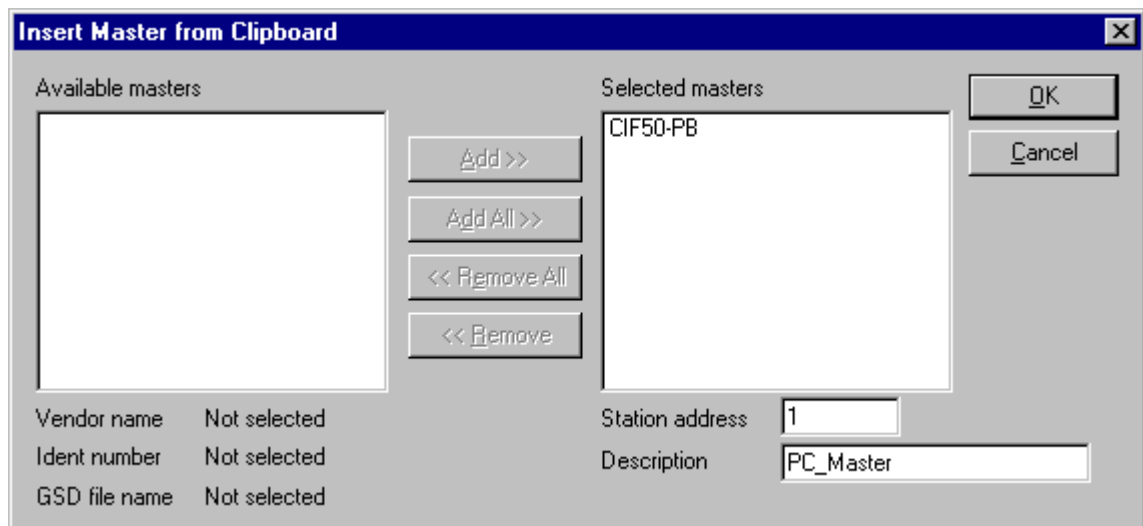 Insert Master from Clipboard
Available masters
Selected masters
OK
CIF50-PB
Cancel
Add >>
Add All >>
<< Remove All
<< Remove
Vendor name Not selected
Station address 1
Ident number Not selected
Description PC_Master
GSD file name Not selected